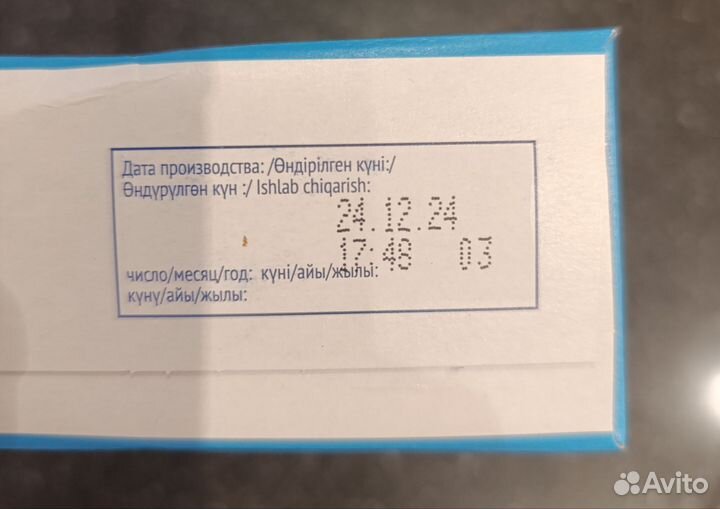 Дата производства: /Өндірілген күні:/
Өндүрүлгөн күн :/ Ishlab chiqarish:
24.12.24
17:48 03
число/месяц/год: күні/айы/жылы:
күнү/айы/жылы:
Avito